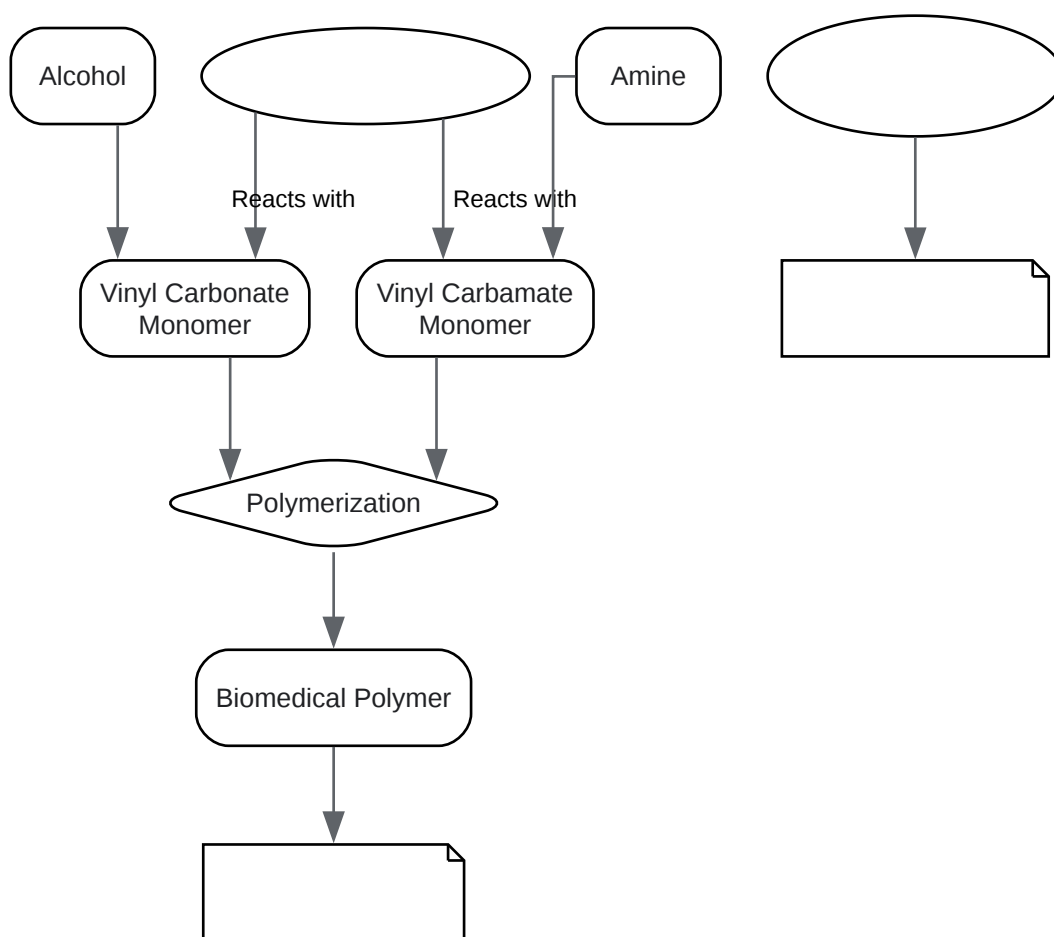 Alcohol
Amine
Reacts with
Reacts with
Vinyl Carbonate
Monomer
Vinyl Carbamate
Monomer
Polymerization
Biomedical Polymer